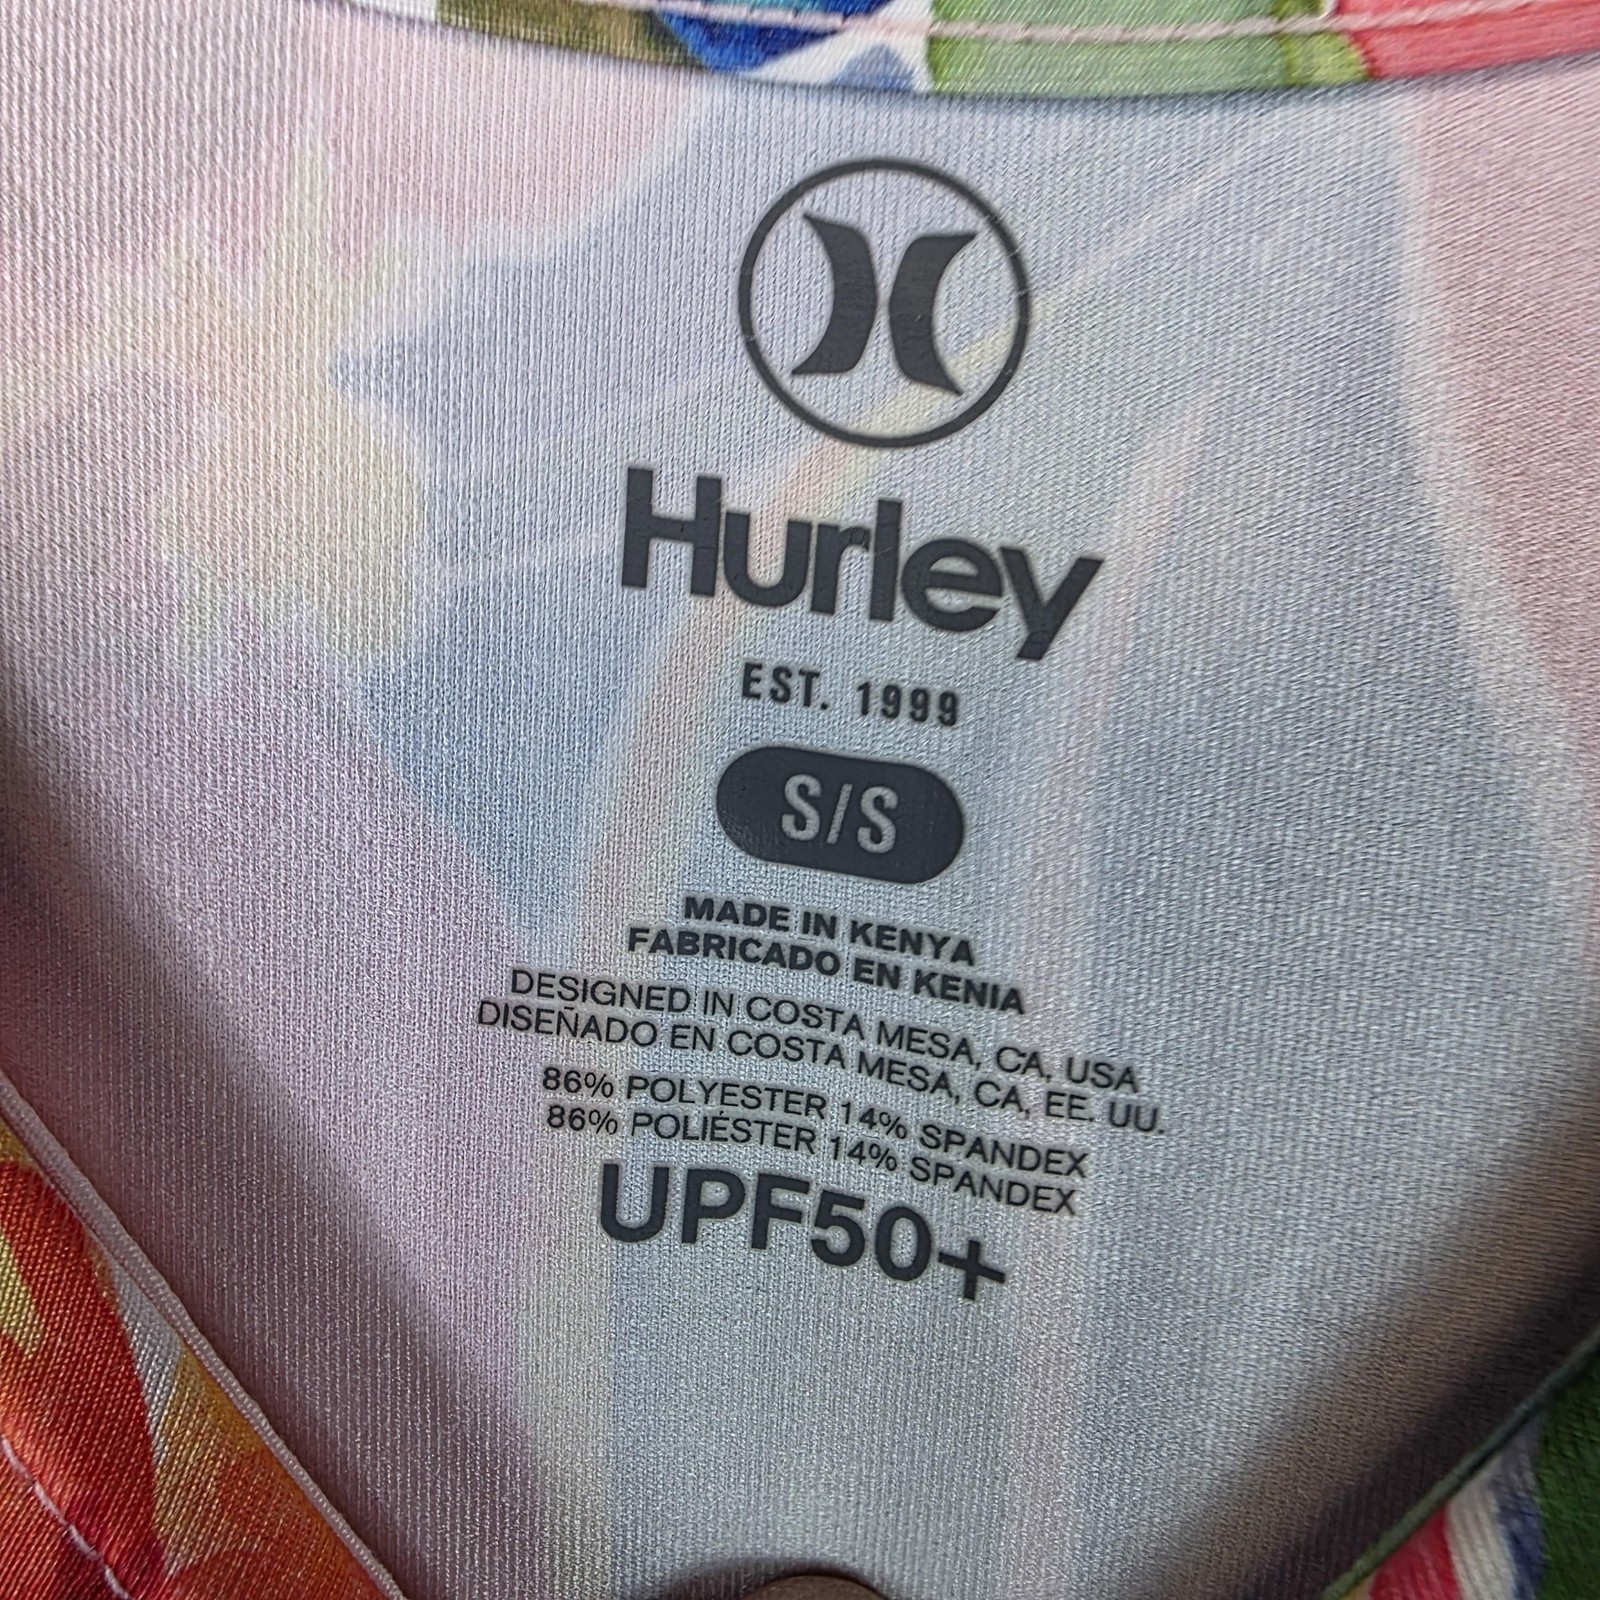 Hurley
EST. 1999
S/S
MADE IN KENYA
FABRICADO EN KENIA
DESIGNED IN COSTA MESA, CA, USA
DISEÑADO EN COSTA MESA, CA, EE. UU.
86% POLYESTER 14% SPANDEX
86% POLIÉSTER 14% SPANDEX
UPF50+